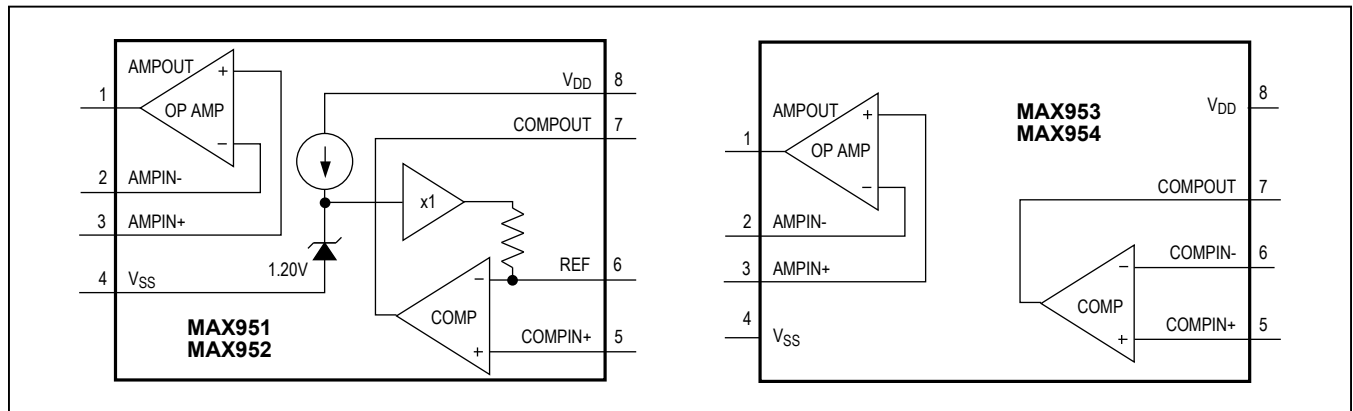 AMPOUT
+
1
OP AMP
−
2
AMPIN-
3
AMPIN+
4
VSS
1.20V
MAX951
MAX952
VDD
8
COMPOUT
7
x1
REF
6
−
COMP
+
COMPIN+
5
AMPOUT
+
1
OP AMP
−
2
AMPIN-
3
AMPIN+
4
VSS
MAX953
MAX954
VDD
8
COMPOUT
7
COMPIN-
6
−
COMP
+
COMPIN+
5